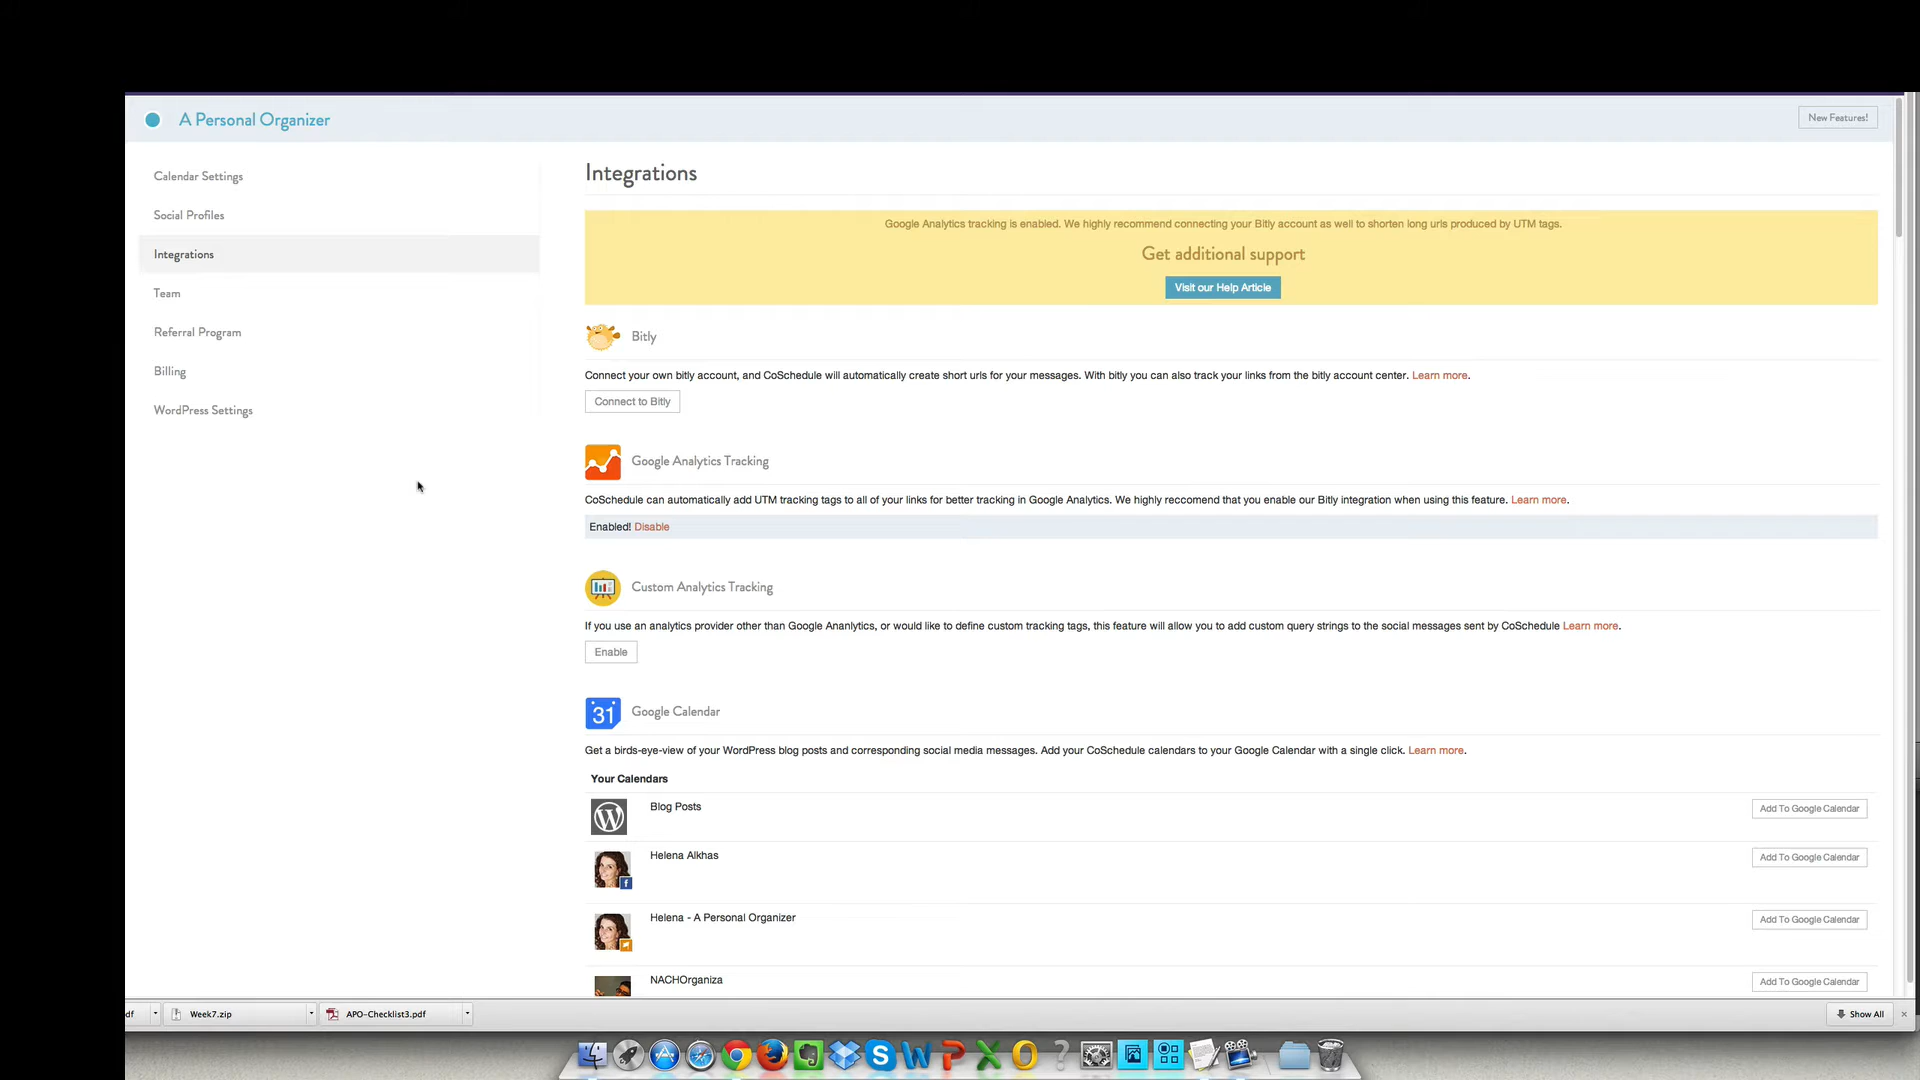 A Personal Organizer
New Features!
Calendar Settings
Social Profiles
Integrations
Team
Referral Program
Billing
WordPress Settings
Integrations
Google Analytics tracking is enabled. We highly recommend connecting your Bitly account as well to shorten long urls produced by UTM tags.
Get additional support
Visit our Help Article
Bitly
Connect your own bitly account, and CoSchedule will automatically create short urls for your messages. With bitly you can also track your links from the bitly account center. Learn more.
Connect to Bitly
Google Analytics Tracking
CoSchedule can automatically add UTM tracking tags to all of your links for better tracking in Google Analytics. We highly reccomend that you enable our Bitly integration when using this feature. Learn more.
Enabled! Disable
Custom Analytics Tracking
If you use an analytics provider other than Google Ananlytics, or would like to define custom tracking tags, this feature will allow you to add custom query strings to the social messages sent by CoSchedule Learn more.
Enable
31
Google Calendar
Get a birds-eye-view of your WordPress blog posts and corresponding social media messages. Add your CoSchedule calendars to your Google Calendar with a single click. Learn more.
Your Calendars
Blog Posts
Add To Google Calendar
Helena Alkhas
Add To Google Calendar
Helena - A Personal Organizer
Add To Google Calendar
NACHOrganiza
Add To Google Calendar
df
Week7.zip
APO-Checklist3.pdf
Show All